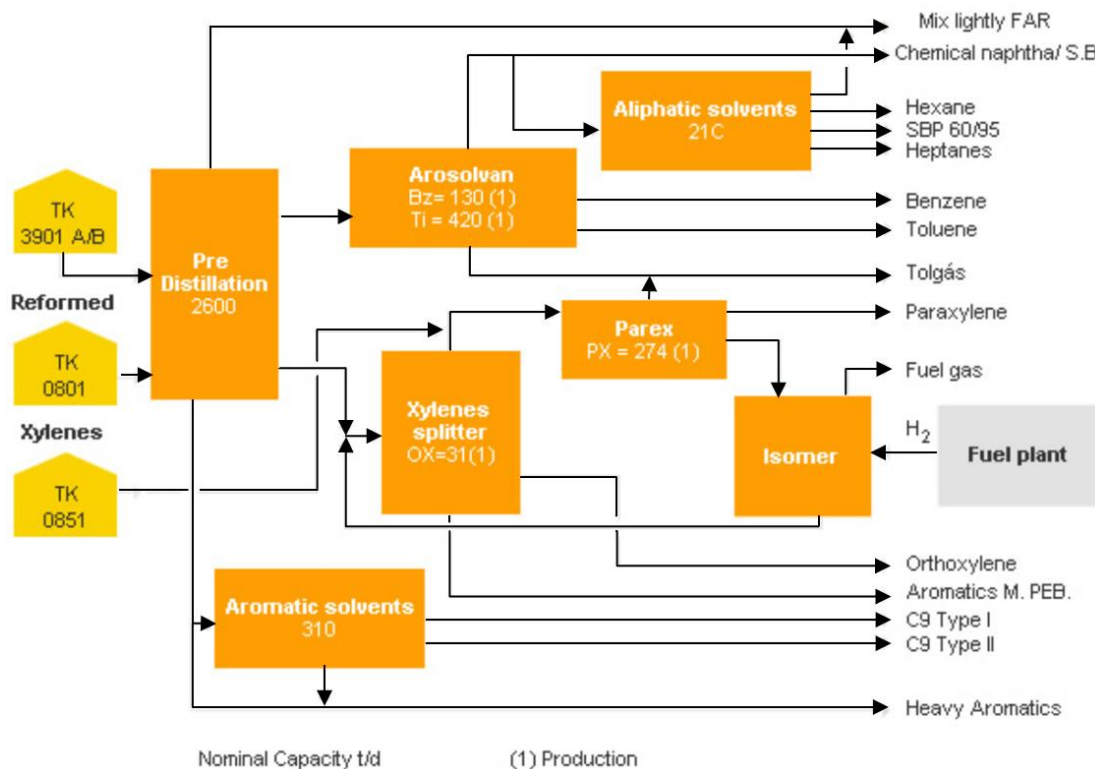 Mix lightly FAR
Chemical naphtha/ S.B
Aliphatic solvents
21C
Hexane
SBP 60/95
Heptanes
Arosolvan
Bz= 130 (1)
Ti = 420 (1)
Benzene
Toluene
TK
3901 A/B
Pre
Distillation
2600
Tolgás
Reformed
Paraxylene
Parex
PX = 274 (1)
TK
0801
Fuel gas
Xylenes
Xylenes
splitter
OX=31(1)
Isomer
H2
Fuel plant
TK
0851
Orthoxylene
Aromatics M. PEB.
Aromatic solvents
310
C9 Type I
C9 Type II
Heavy Aromatics
Nominal Capacity t/d
(1) Production